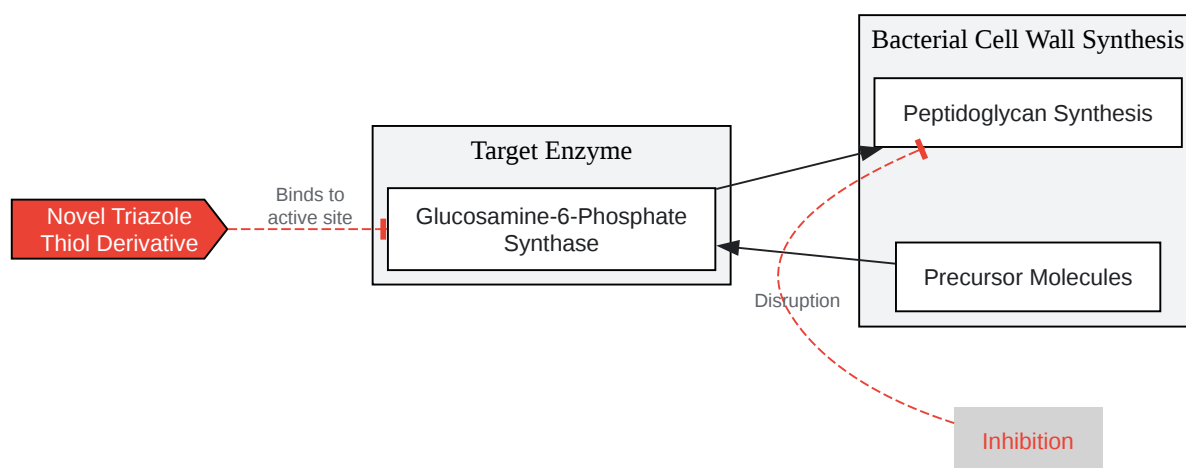 Bacterial Cell Wall Synthesis
Peptidoglycan Synthesis
Target Enzyme
Binds to
active site
Novel Triazole
Thiol Derivative
Glucosamine-6-Phosphate
Synthase
Precursor Molecules
Disruption
Inhibition